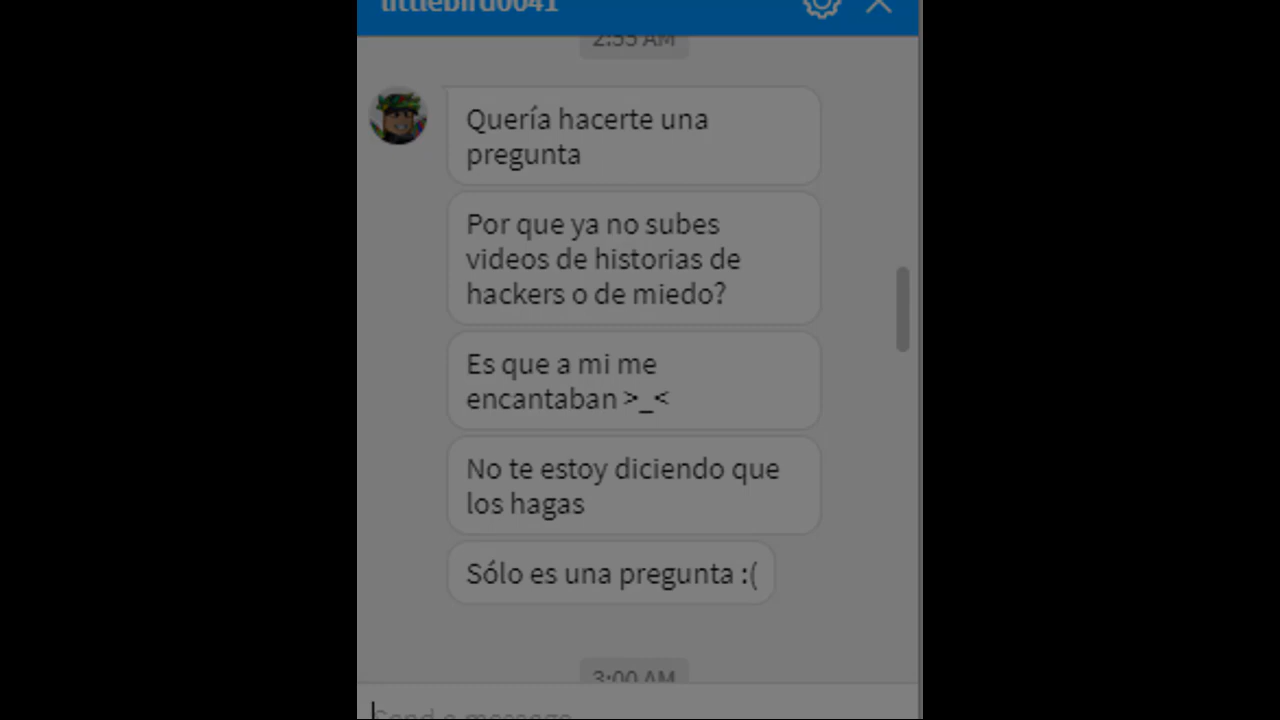 littlebird0041
2:55 AM
Quería hacerte una
pregunta
Por que ya no subes
videos de historias de
hackers o de miedo?
Es que a mi me
encantaban >_<
No te estoy diciendo que
los hagas
Sólo es una pregunta :(
3:00 AM
Send a message